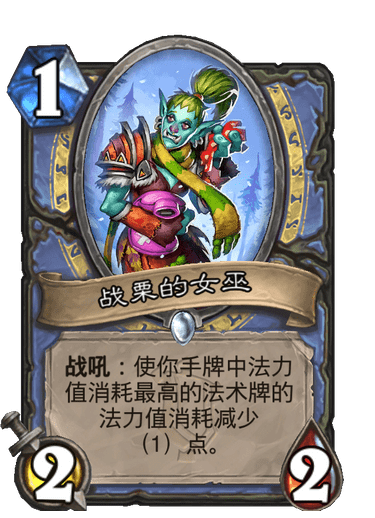 1
战栗的女巫
战吼：使你手牌中法力
值消耗最高的法术牌的
法力值消耗减少
（1）点。
2
2